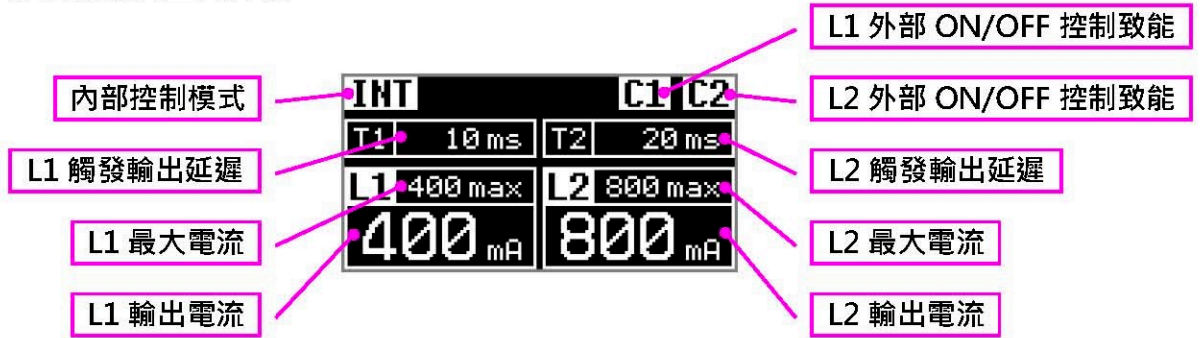 L1 外部 ON/OFF 控制致能
內部控制模式
INT
C1
C2
L2 外部 ON/OFF 控制致能
T1 10 ms
T2 20 ms
L1 觸發輸出延遲
L2 觸發輸出延遲
L1 400 max
L2 800 max
L1 最大電流
400 mA
800 mA
L2 最大電流
L1 輸出電流
L2 輸出電流